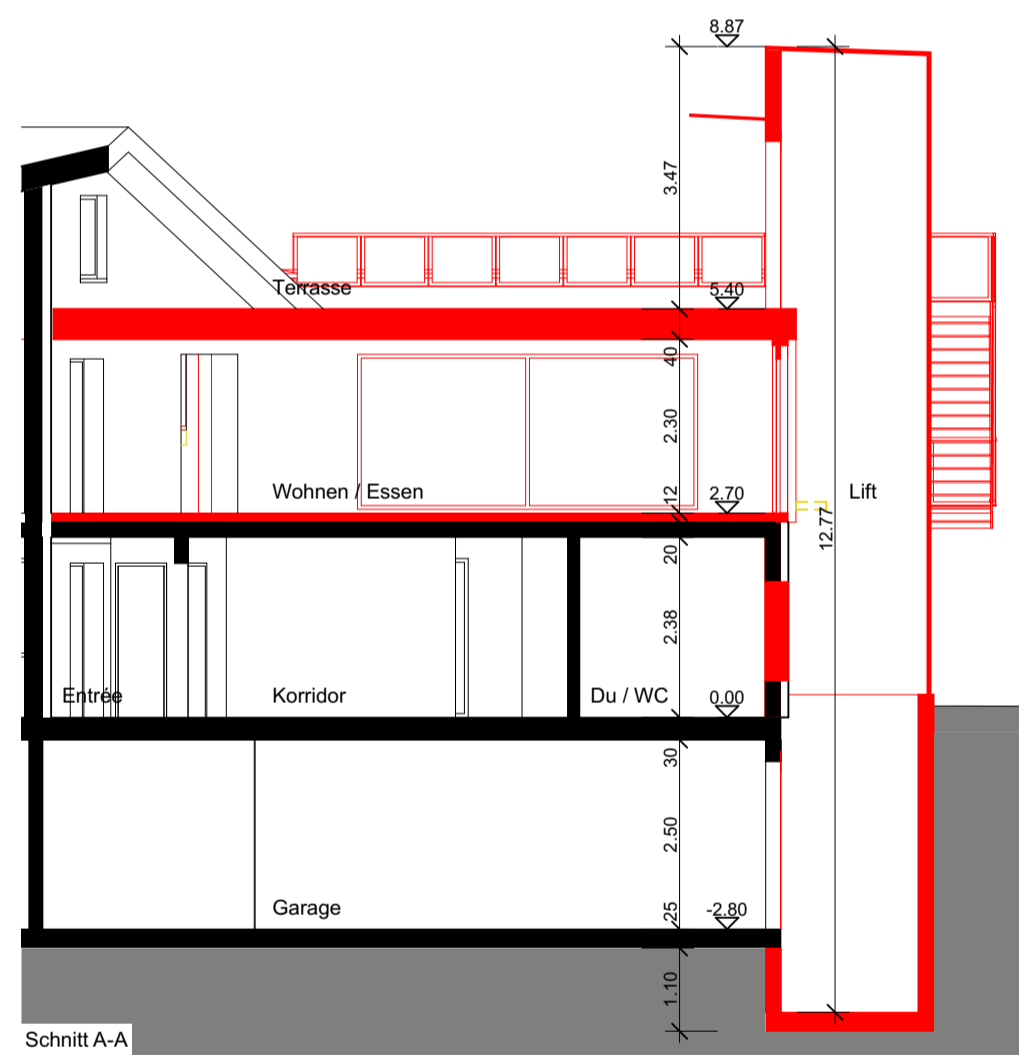 8.87
3.47
Terrasse
5.40
40
2.30
Wohnen / Essen
12
2.70
Lift
12.77
20
2.38
Entrée
Korridor
Du / WC
0.00
30
2.50
Garage
25
-2.80
1.10
Schnitt A-A